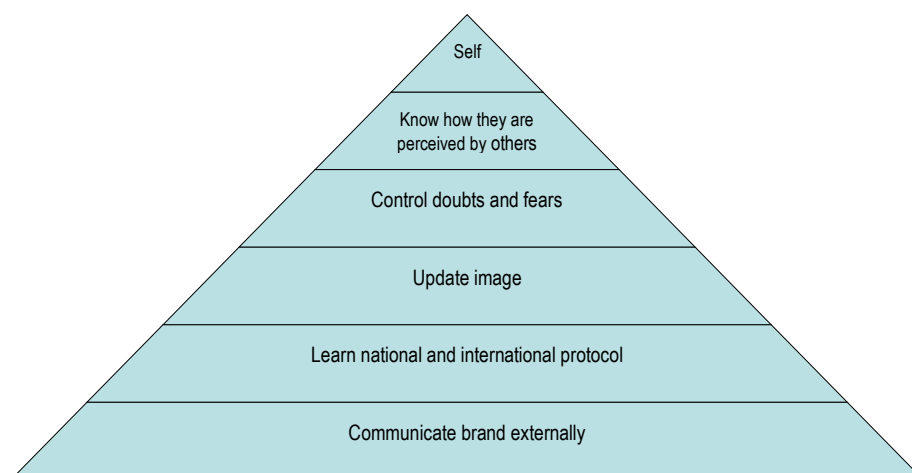 Self
Know how they are
perceived by others
Control doubts and fears
Update image
Learn national and international protocol
Communicate brand externally